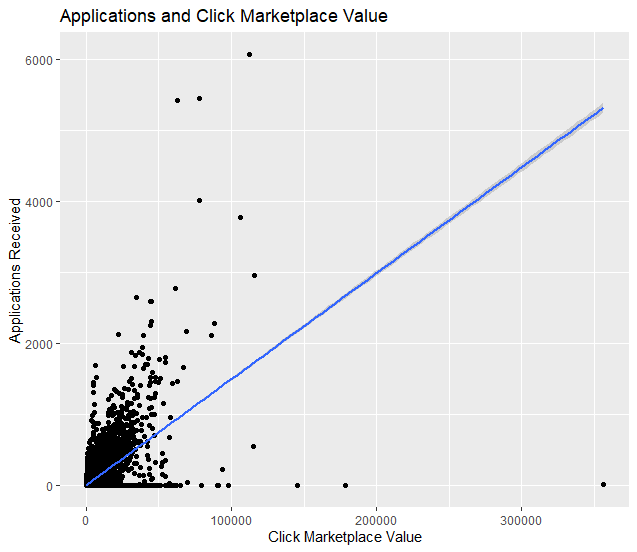 Applications and Click Marketplace Value
Applications Received
6000
4000
2000
0
0
100000
200000
300000
Click Marketplace Value